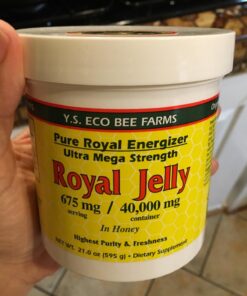 Y.S. ECO BEE FARMS
Pure Royal Energizer
Ultra Mega Strength
Royal Jelly
675 mg / 40,000 mg
serving container
In Honey
Highest Purity & Freshness
NET WT. 21.0 oz (595 g) • Dietary Supplement